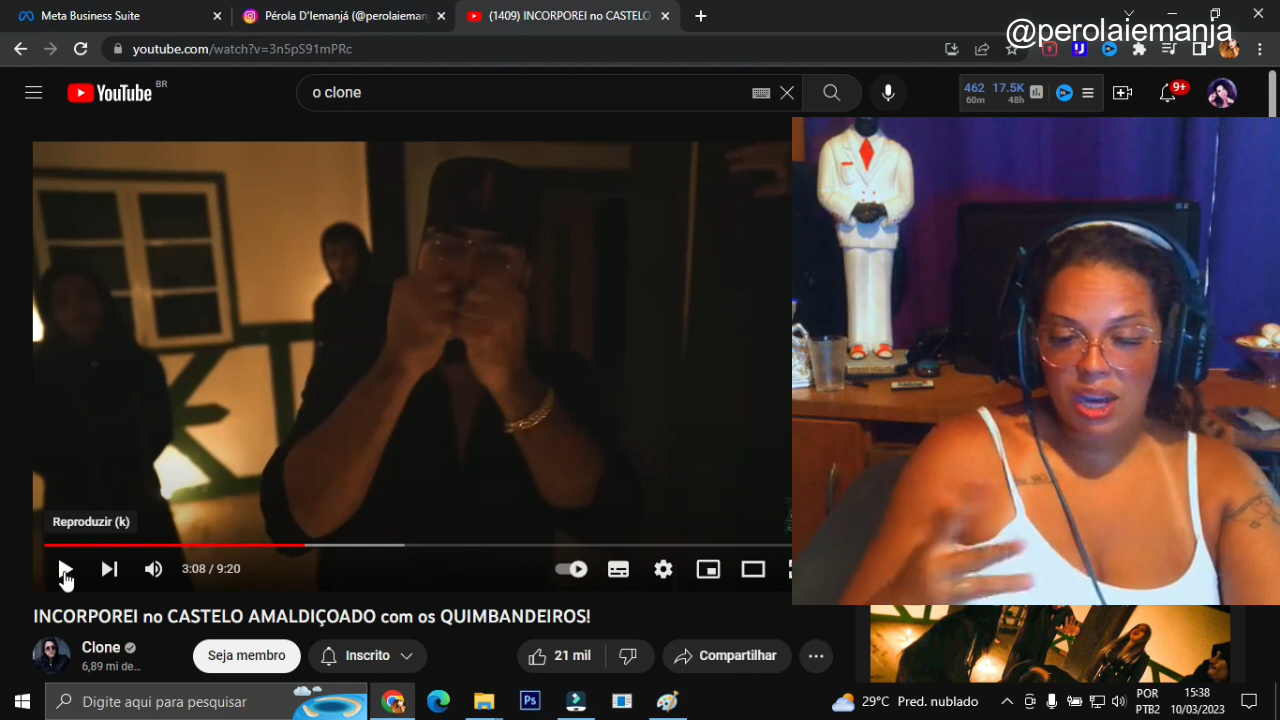 Meta Business Suite
Pérola D'Iemanjá (@perolaieman
(1409) INCORPOREI no CASTELO
@perolaiemanja
youtube.com/watch?v=3n5pS91mPRc
YouTube BR
o clone
462 17.5K
60m 48h
9+
Reproduzir (k)
3:08 / 9:20
INCORPOREI no CASTELO AMALDIÇOADO com os QUIMBANDEIROS!
Clone
6,89 mi de...
Seja membro
Inscrito
21 mil
Compartilhar
Digite aqui para pesquisar
Ps
29°C Pred. nublado
POR
PTB2
15:38
10/03/2023